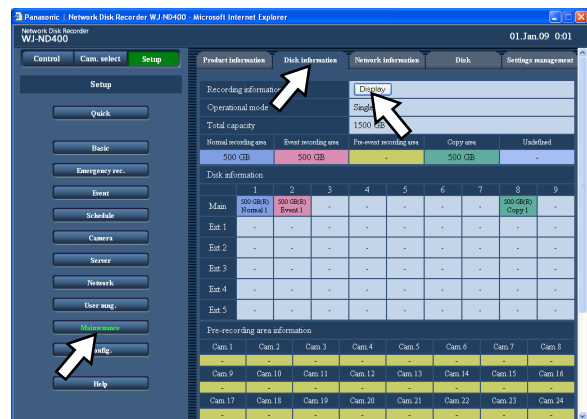 Panasonic | Network Disk Recorder WJ-ND400 - Microsoft Internet Explorer
Network Disk Recorder
WJ-ND400
01.Jan.09 0:01
Control Cam. select Setup
Product information Disk information Network information Disk Settings management
Setup
Quick
Basic
Emergency rec.
Event
Schedule
Camera
Server
Network
User mng.
Maintenance
Help
Recording information Display
Operational mode Single
Total capacity 1500 GB
Normal recording area Event recording area Pre-event recording area Copy area Undefined
500 GB 500 GB - 500 GB -
Disk information
1 2 3 4 5 6 7 8 9
Main 500 GB(R) Normal 1 500 GB(R) Event 1 - - - - - 500 GB(R) Copy 1 -
Ext.1 - - - - - - - - -
Ext.2 - - - - - - - - -
Ext.3 - - - - - - - - -
Ext.4 - - - - - - - - -
Ext.5 - - - - - - - - -
Pre-recording area information
Cam.1 Cam.2 Cam.3 Cam.4 Cam.5 Cam.6 Cam.7 Cam.8
- - - - - - - -
Cam.9 Cam.10 Cam.11 Cam.12 Cam.13 Cam.14 Cam.15 Cam.16
- - - - - - - -
Cam.17 Cam.18 Cam.19 Cam.20 Cam.21 Cam.22 Cam.23 Cam.24
- - - - - - - -